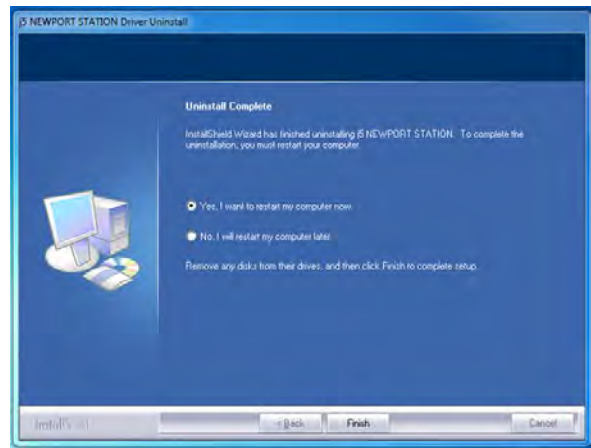 j5 NEWPORT STATION Driver Uninstall
Uninstall Complete
InstallShield Wizard has finished uninstalling j5 NEWPORT STATION. To complete the
uninstallation, you must restart your computer.
Yes, I want to restart my computer now.
No, I will restart my computer later.
Remove any disks from their drives, and then click Finish to complete setup.
InstallShield
< Back Finish Cancel